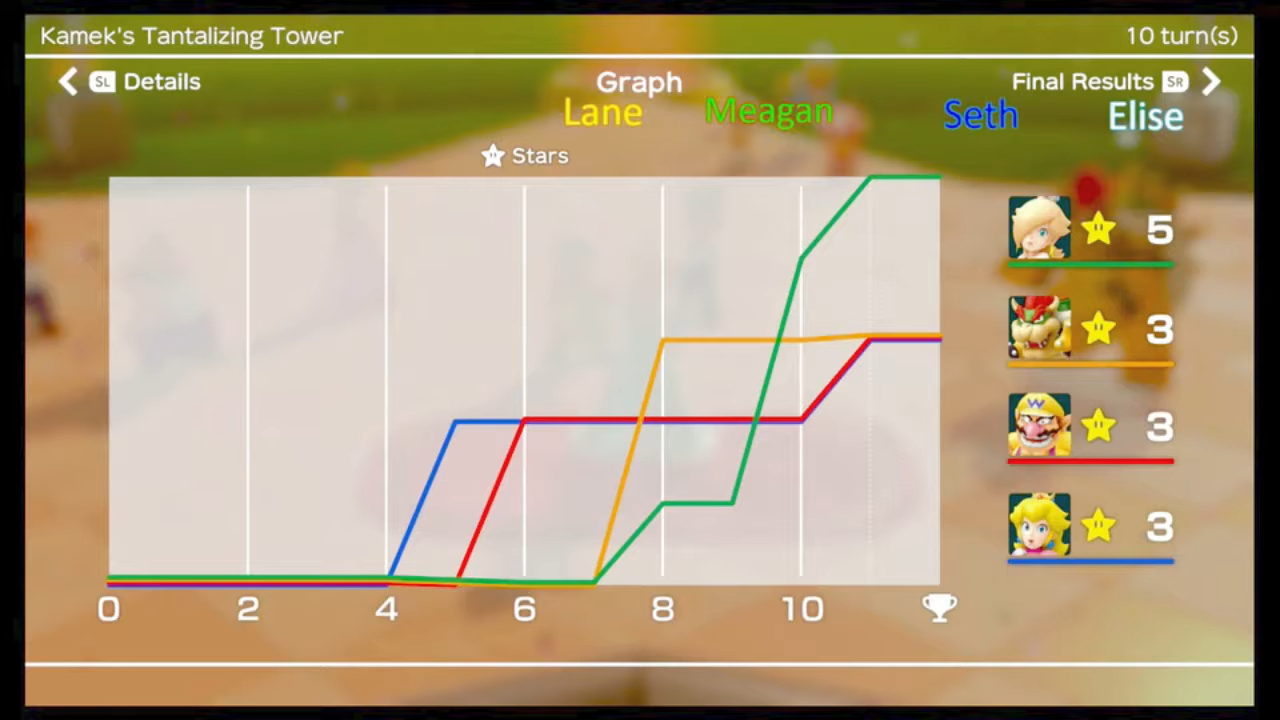 Kamek's Tantalizing Tower 10 turn(s)
SL Details Graph Final Results SR
Lane Meagan Seth Elise
Stars
5
3
3
3
0 2 4 6 8 10